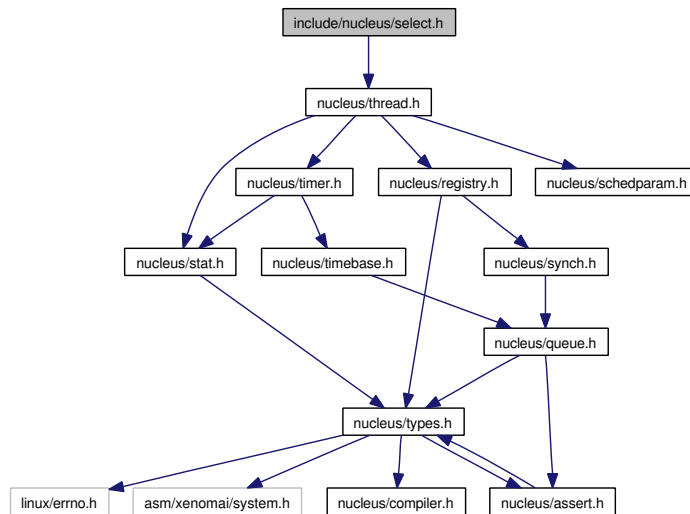 include/nucleus/select.h
nucleus/thread.h
nucleus/timer.h
nucleus/registry.h
nucleus/schedparam.h
nucleus/stat.h
nucleus/timebase.h
nucleus/synch.h
nucleus/queue.h
nucleus/types.h
linux/errno.h
asm/xenomai/system.h
nucleus/compiler.h
nucleus/assert.h